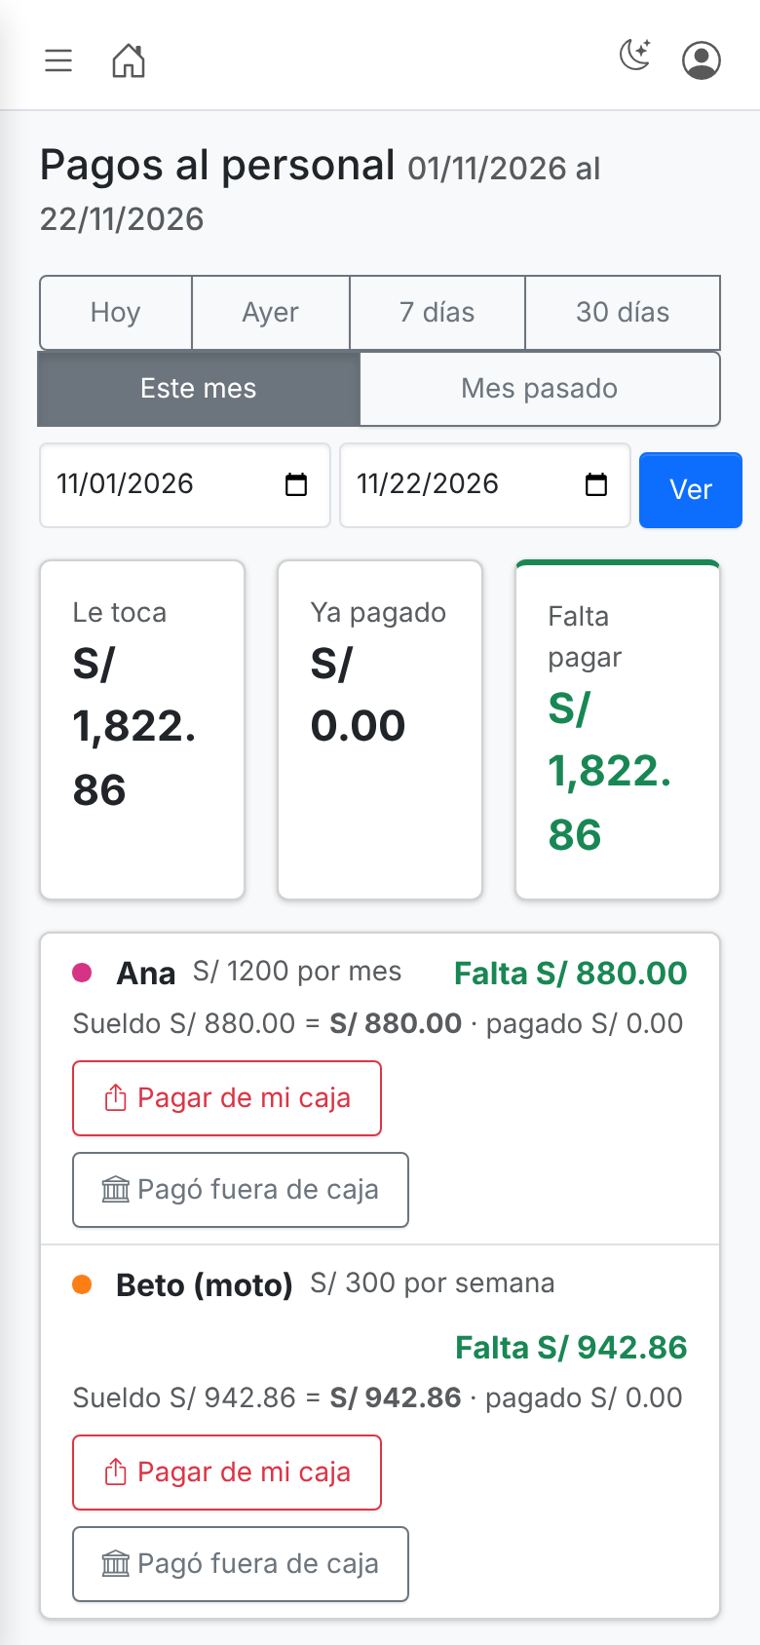 Pagos al personal 01/11/2026 al
22/11/2026
Hoy Ayer 7 días 30 días
Este mes Mes pasado
11/01/2026 11/22/2026 Ver
Le toca
S/
1,822.
86
Ya pagado
S/
0.00
Falta
pagar
S/
1,822.
86
Ana S/ 1200 por mes Falta S/ 880.00
Sueldo S/ 880.00 = S/ 880.00 · pagado S/ 0.00
Pagar de mi caja
Pagó fuera de caja
Beto (moto) S/ 300 por semana
Falta S/ 942.86
Sueldo S/ 942.86 = S/ 942.86 · pagado S/ 0.00
Pagar de mi caja
Pagó fuera de caja